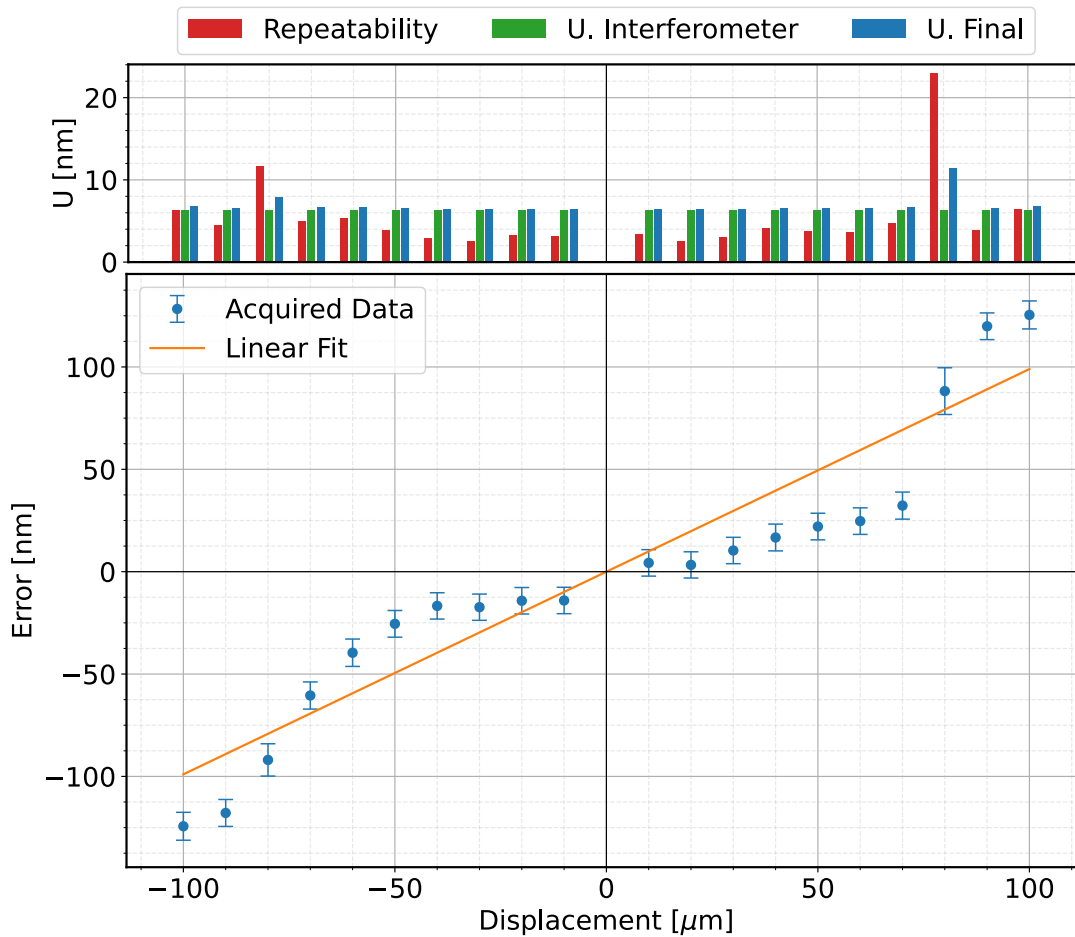 Repeatability U. Interferometer U. Final
U [nm]
20
10
0
Acquired Data
Linear Fit
Error [nm]
100
50
0
−50
−100
−100 −50 0 50 100
Displacement [μm]